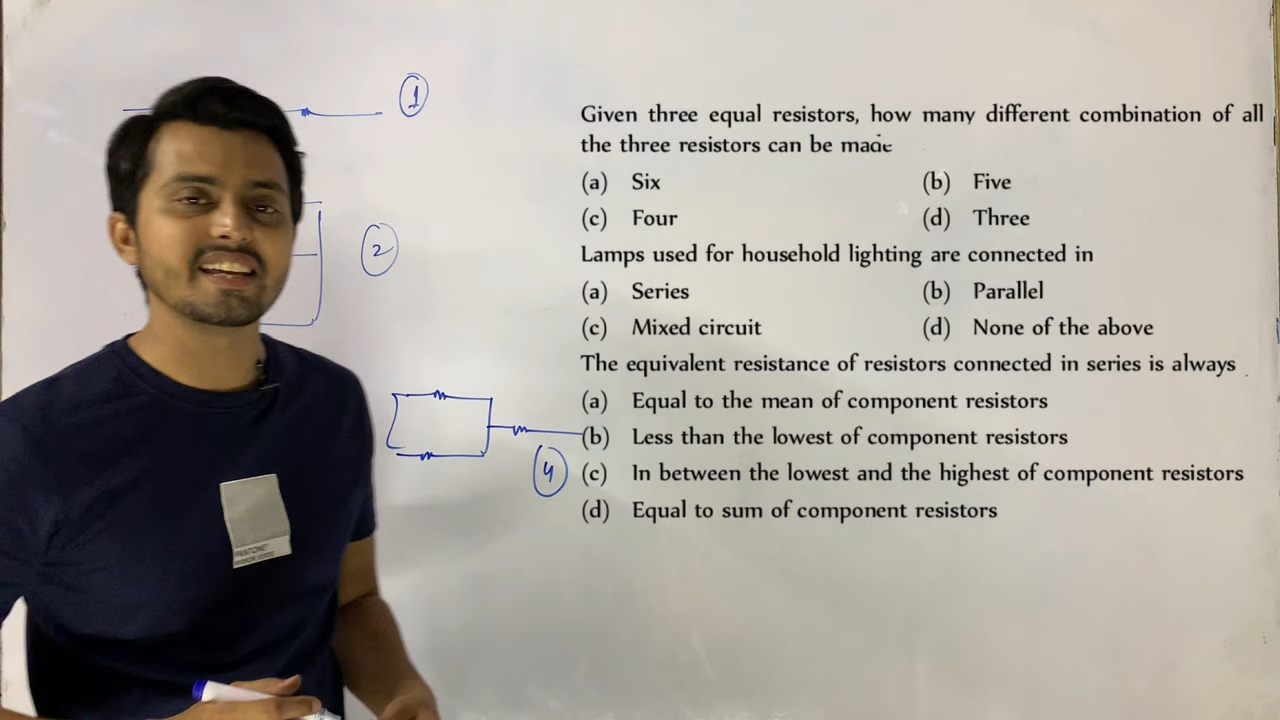 1
Given three equal resistors, how many different combination of all
the three resistors can be made
(a) Six (b) Five
(c) Four (d) Three
2
Lamps used for household lighting are connected in
(a) Series (b) Parallel
(c) Mixed circuit (d) None of the above
The equivalent resistance of resistors connected in series is always
(a) Equal to the mean of component resistors
(b) Less than the lowest of component resistors
4
(c) In between the lowest and the highest of component resistors
(d) Equal to sum of component resistors
PANTONE